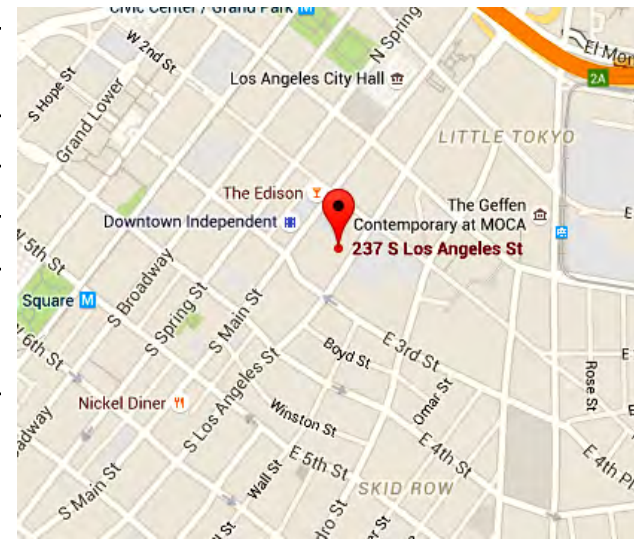 Civic Center / Grand Park M
W 2nd St
N Spring
El Mon
2A
S Hope St
Los Angeles City Hall
Grand Lower
LITTLE TOKYO
The Edison
The Geffen
Contemporary at MOCA
Downtown Independent
237 S Los Angeles St
E
W 5th St
S Broadway
Square M
S Spring St
S Main St
E 3rd St
W 6th St
Boyd St
Rose St
S Los Angeles St
Omar St
Nickel Diner
Winston St
E 4th St
E 4th Pl
E 5th St
Wall St
SKID ROW
S Main St